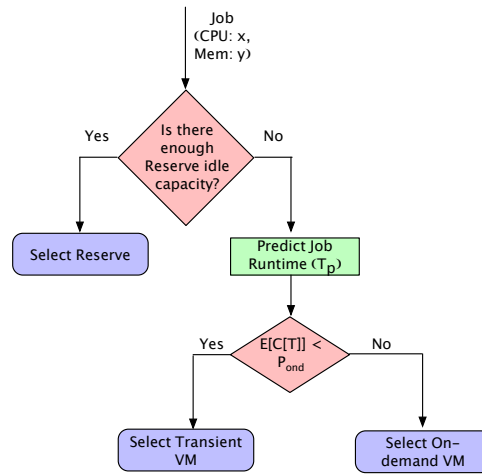 Job
(CPU: x,
Mem: y)
Yes
No
Is there
enough
Reserve idle
capacity?
Select Reserve
Predict Job
Runtime (Tp)
Yes
No
E[C[T]] <
Pond
Select Transient
VM
Select On-
demand VM